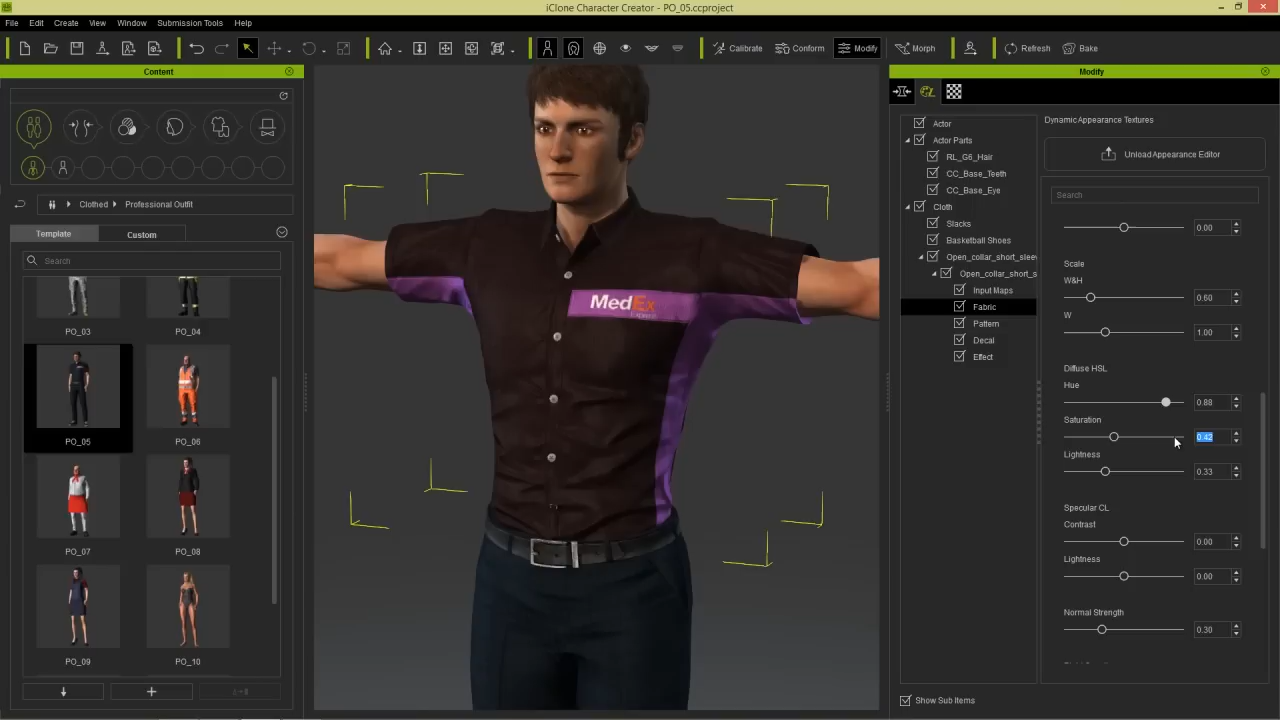 iClone Character Creator - PO_05.ccproject
File Edit Create View Window Submission Tools Help
Calibrate Conform Modify Morph Refresh Bake
Content
Clothed Professional Outfit
Template Custom
Search
PO_03 PO_04
PO_05 PO_06
PO_07 PO_08
PO_09 PO_10
MedEx
Express
Modify
Actor
Actor Parts
RL_G6_Hair
CC_Base_Teeth
CC_Base_Eye
Cloth
Slacks
Basketball Shoes
Open_collar_short_sleev
Open_collar_short_s
Input Maps
Fabric
Pattern
Decal
Effect
Show Sub Items
Dynamic Appearance Textures
Unload Appearance Editor
Search
0.00
Scale
W&H
0.60
W
1.00
Diffuse HSL
Hue
0.88
Saturation
0.42
Lightness
0.33
Specular CL
Contrast
0.00
Lightness
0.00
Normal Strength
0.30